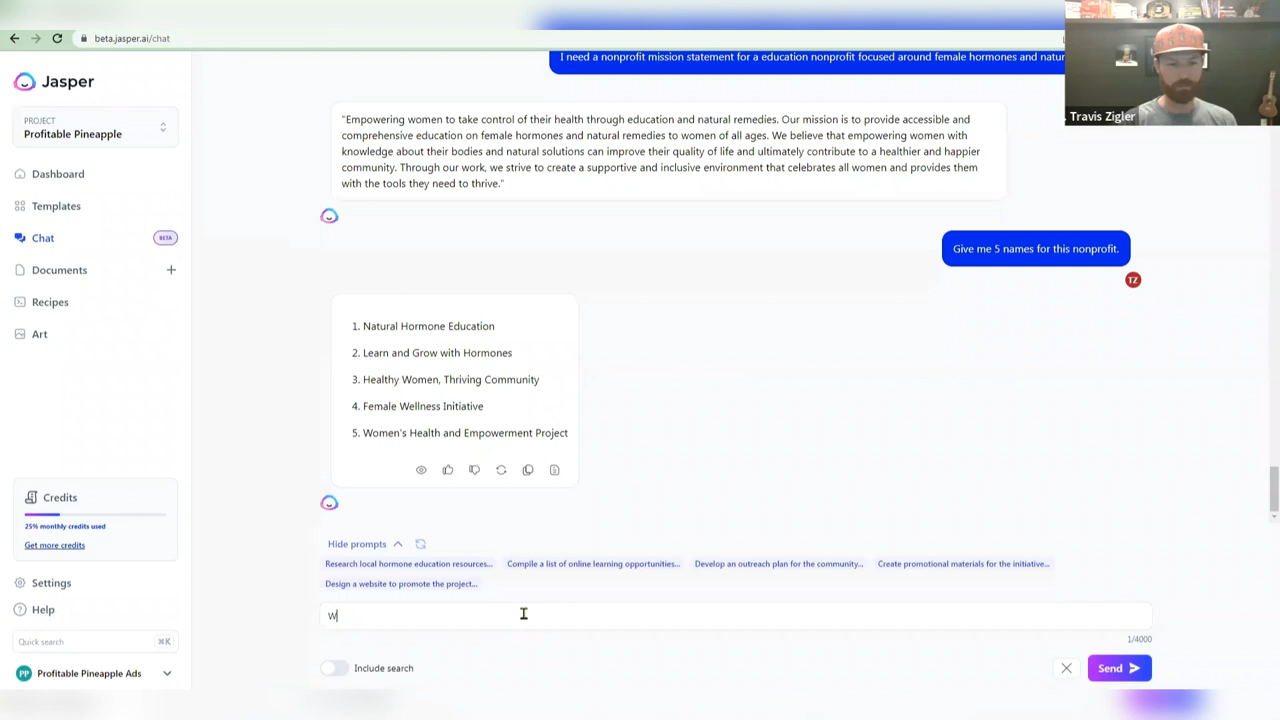 beta.jasper.ai/chat
Jasper
PROJECT
Profitable Pineapple
Dashboard
Templates
Chat
BETA
Documents
Recipes
Art
Credits
25% monthly credits used
Get more credits
Settings
Help
Quick search
⌘K
PP
Profitable Pineapple Ads
I need a nonprofit mission statement for a education nonprofit focused around female hormones and natur
Travis Zigler
"Empowering women to take control of their health through education and natural remedies. Our mission is to provide accessible and
comprehensive education on female hormones and natural remedies to women of all ages. We believe that empowering women with
knowledge about their bodies and natural solutions can improve their quality of life and ultimately contribute to a healthier and happier
community. Through our work, we strive to create a supportive and inclusive environment that celebrates all women and provides them
with the tools they need to thrive."
Give me 5 names for this nonprofit.
TZ
1. Natural Hormone Education
2. Learn and Grow with Hormones
3. Healthy Women, Thriving Community
4. Female Wellness Initiative
5. Women's Health and Empowerment Project
Hide prompts
Research local hormone education resources...
Compile a list of online learning opportunities...
Develop an outreach plan for the community...
Create promotional materials for the initiative...
Design a website to promote the project...
W
1/4000
Include search
Send